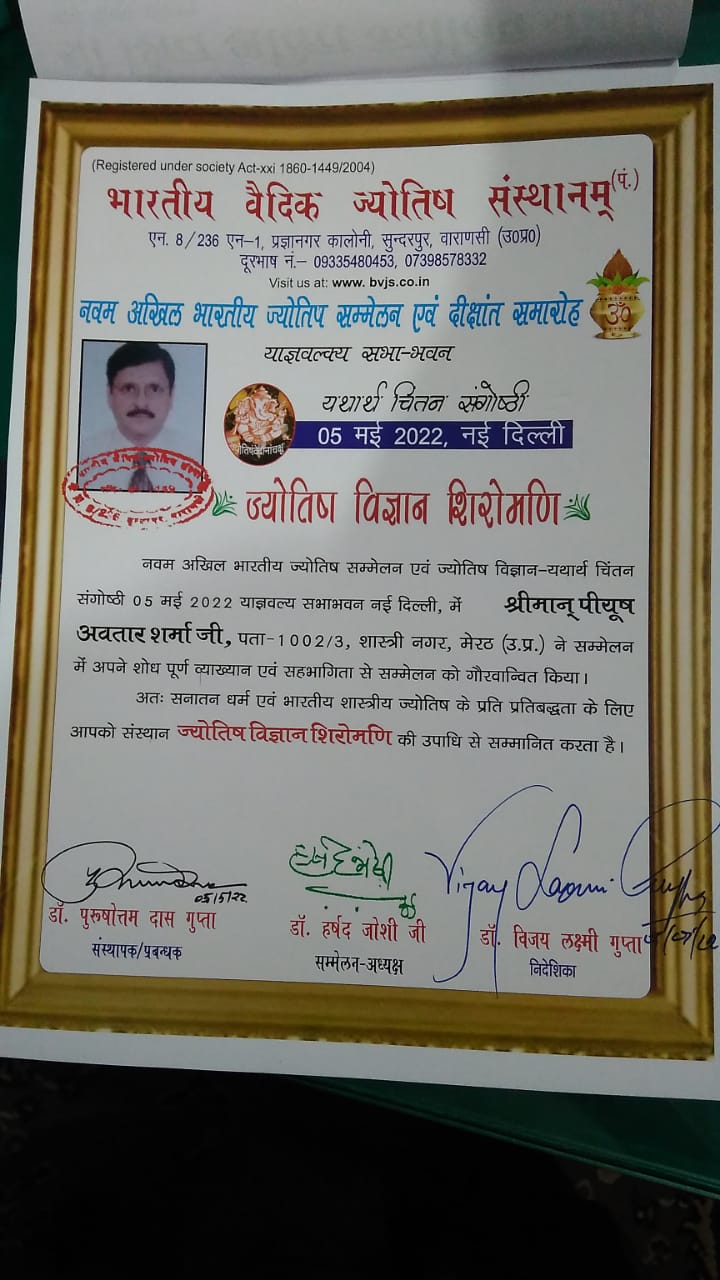 (Registered under society Act-xxi 1860-1449/2004)
भारतीय वैदिक ज्योतिष संस्थानम् (पं.)
एन. 8/236 एन-1, प्रज्ञानगर कालोनी, सुन्दरपुर, वाराणसी (उ०प्र०)
दूरभाष नं.- 09335480453, 07398578332
Visit us at: www. bvjs.co.in
नवम अखिल भारतीय ज्योतिष सम्मेलन एवं दीक्षांत समारोह
ॐ
याज्ञवल्क्य सभा-भवन
यथार्थ चिंतन संगोष्ठी
05 मई 2022, नई दिल्ली
ज्योतिष विज्ञान शिरोमणि
नवम अखिल भारतीय ज्योतिष सम्मेलन एवं ज्योतिष विज्ञान-यथार्थ चिंतन
संगोष्ठी 05 मई 2022 याज्ञवल्य सभाभवन नई दिल्ली, में श्रीमान् पीयूष
अवतार शर्मा जी, पता-1002/3, शास्त्री नगर, मेरठ (उ.प्र.) ने सम्मेलन
में अपने शोध पूर्ण व्याख्यान एवं सहभागिता से सम्मेलन को गौरवान्वित किया।
अतः सनातन धर्म एवं भारतीय शास्त्रीय ज्योतिष के प्रति प्रतिबद्धता के लिए
आपको संस्थान ज्योतिष विज्ञान शिरोमणि की उपाधि से सम्मानित करता है।
05/5/22
Vijay Laxmi Gupta
डॉ. पुरूषोत्तम दास गुप्ता
संस्थापक/प्रबन्धक
डॉ. हर्षद जोशी जी
सम्मेलन-अध्यक्ष
डॉ. विजय लक्ष्मी गुप्ता
निदेशिका